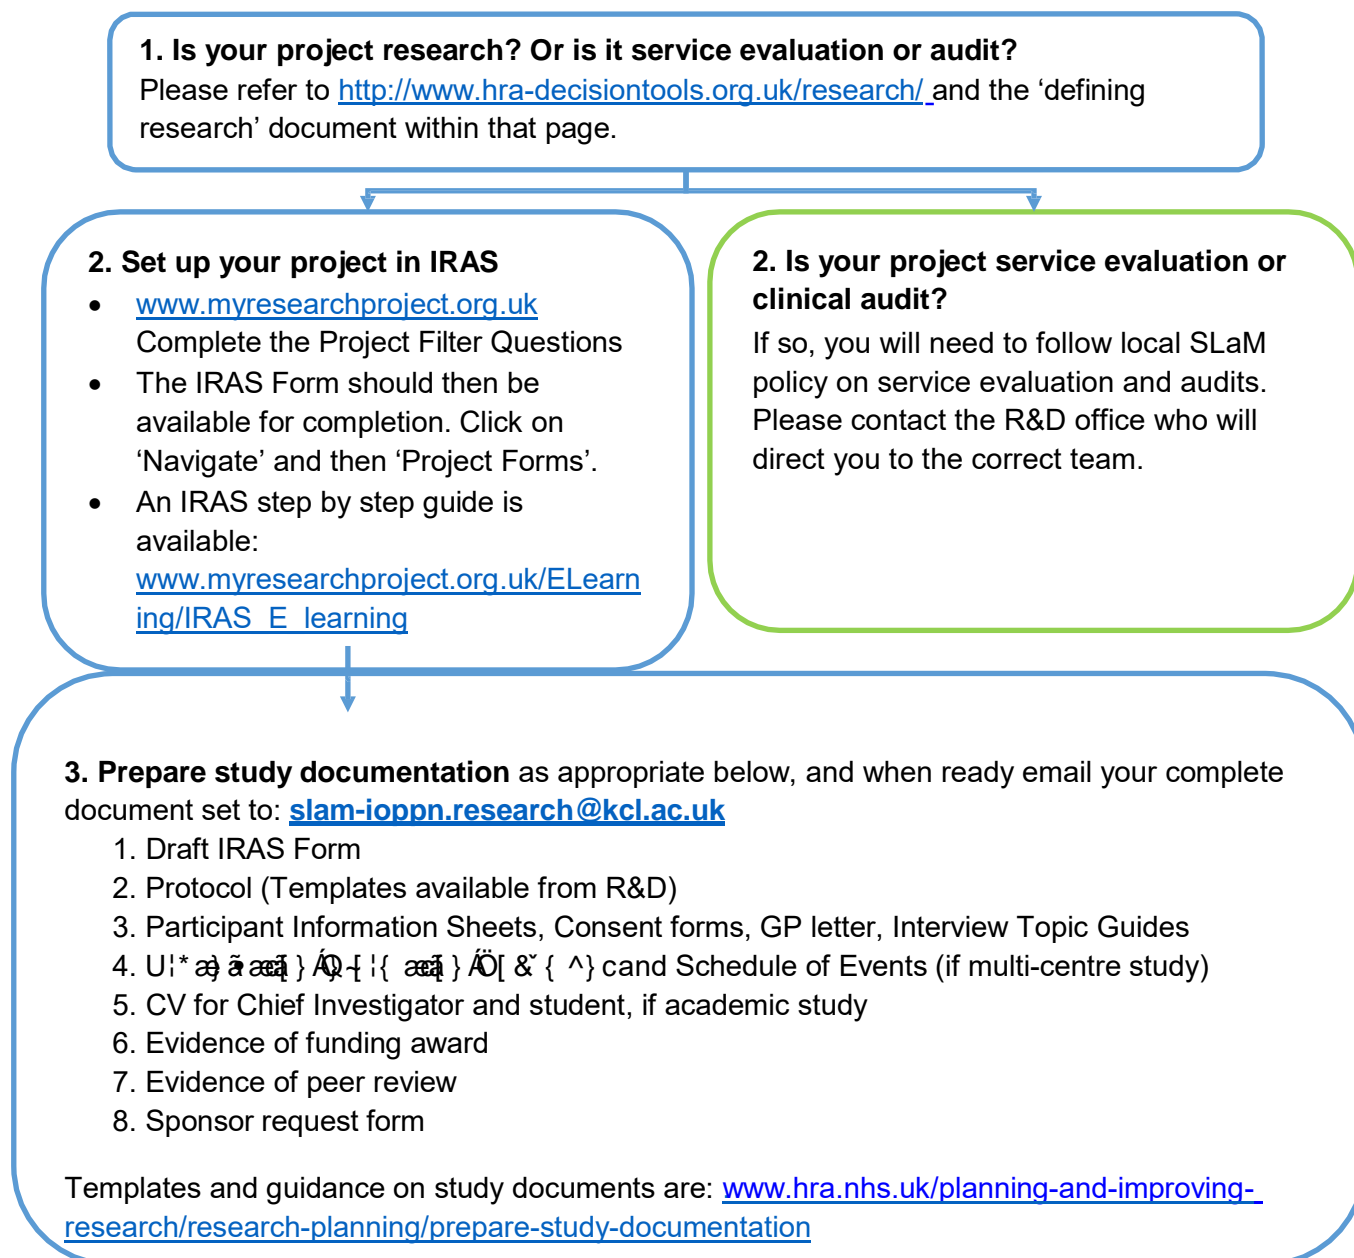 1. Is your project research? Or is it service evaluation or audit?
Please refer to http://www.hra-decisiontools.org.uk/research/ and the ‘defining
research’ document within that page.
2. Set up your project in IRAS
• www.myresearchproject.org.uk
Complete the Project Filter Questions
• The IRAS Form should then be
available for completion. Click on
‘Navigate’ and then ‘Project Forms’.
• An IRAS step by step guide is
available:
www.myresearchproject.org.uk/ELearn
ing/IRAS_E_learning
2. Is your project service evaluation or
clinical audit?
If so, you will need to follow local SLaM
policy on service evaluation and audits.
Please contact the R&D office who will
direct you to the correct team.
3. Prepare study documentation as appropriate below, and when ready email your complete
document set to: slam-ioppn.research@kcl.ac.uk
1. Draft IRAS Form
2. Protocol (Templates available from R&D)
3. Participant Information Sheets, Consent forms, GP letter, Interview Topic Guides
4. and Schedule of Events (if multi-centre study)
5. CV for Chief Investigator and student, if academic study
6. Evidence of funding award
7. Evidence of peer review
8. Sponsor request form
Templates and guidance on study documents are: www.hra.nhs.uk/planning-and-improving-
research/research-planning/prepare-study-documentation